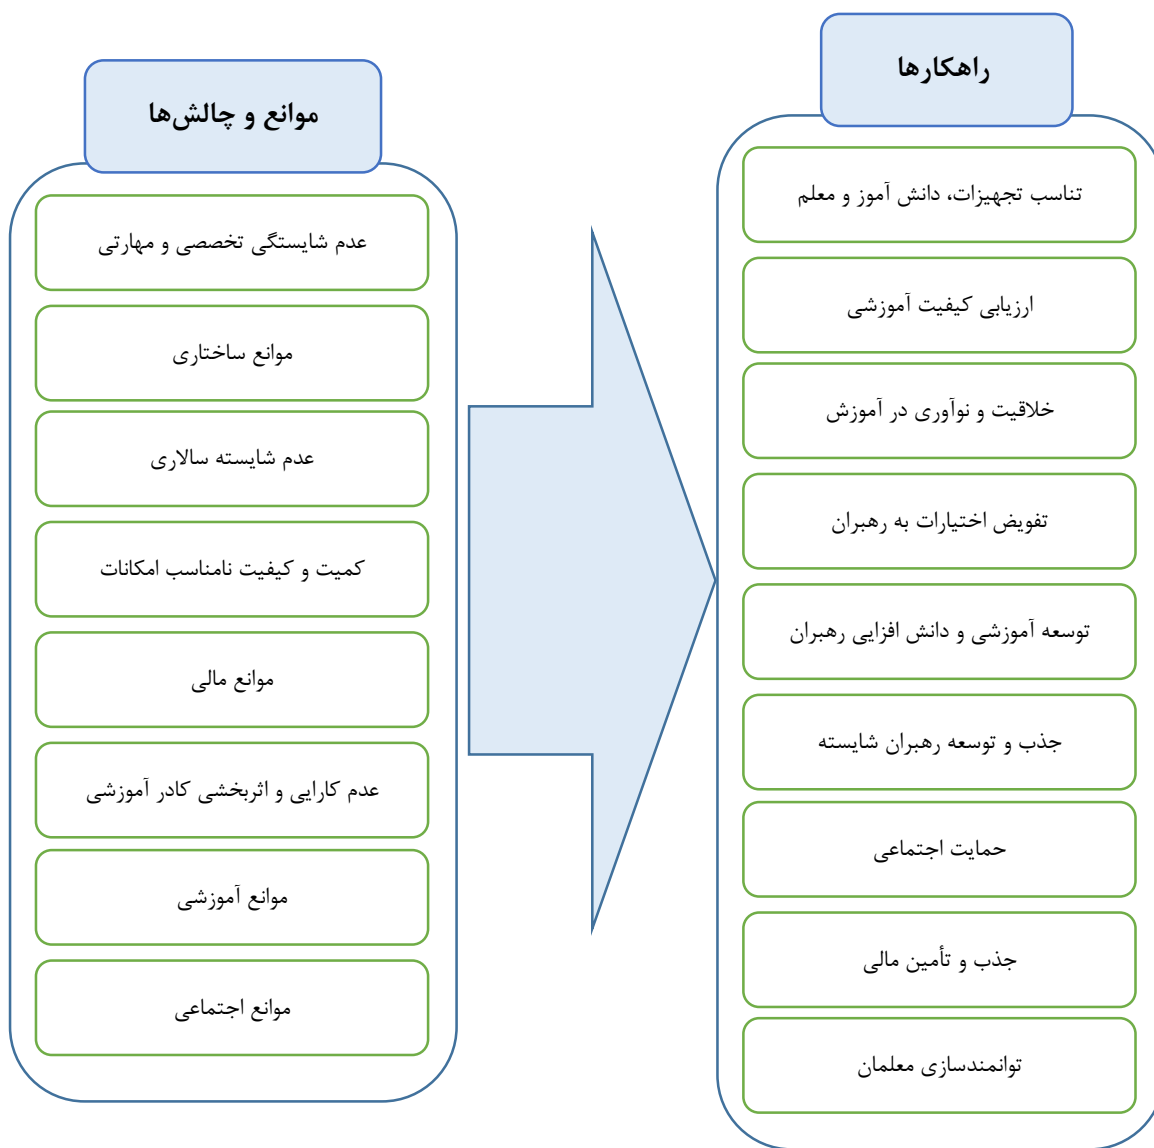 راهکارها
تناسب تجهیزات، دانش آموز و معلم
ارزیابی کیفیت آموزشی
خلاقیت و نوآوری در آموزش
تفویض اختیارات به رهبران
توسعه آموزشی و دانش افزایی رهبران
جذب و توسعه رهبران شایسته
حمایت اجتماعی
جذب و تأمین مالی
توانمندسازی معلمان
موانع و چالش‌ها
عدم شایستگی تخصصی و مهارتی
موانع ساختاری
عدم شایسته سالاری
کمیت و کیفیت نامناسب امکانات
موانع مالی
عدم کارایی و اثربخشی کادر آموزشی
موانع آموزشی
موانع اجتماعی